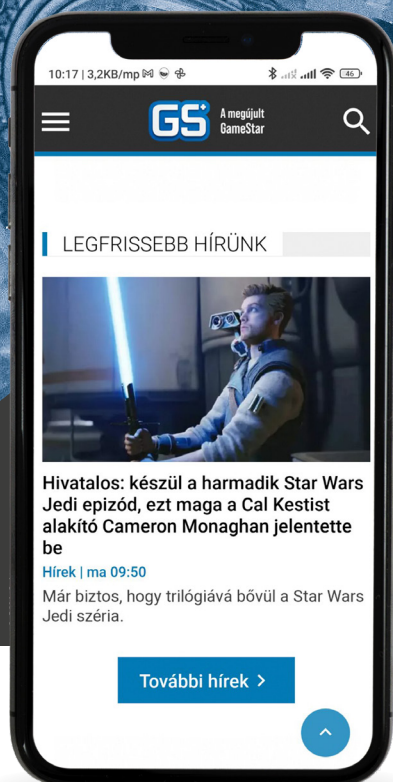 10:17 | 3,2KB/mp
46
GS+
A megújult
GameStar
LEGFRISSEBB HÍRÜNK
Hivatalos: készül a harmadik Star Wars
Jedi epizód, ezt maga a Cal Kestist
alakító Cameron Monaghan jelentette
be
Hírek | ma 09:50
Már biztos, hogy trilógiává bővül a Star Wars
Jedi széria.
További hírek >